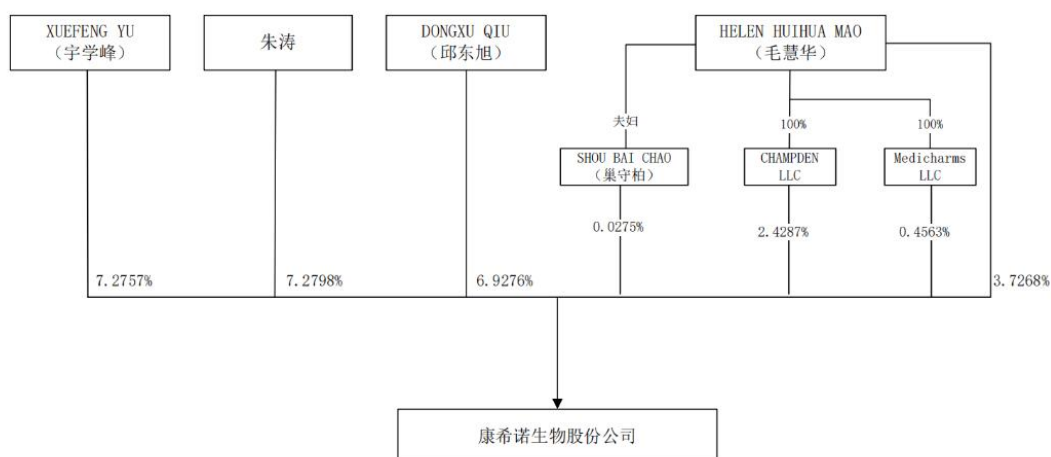 XUEFENG YU
（宇学峰）
朱涛
DONGXU QIU
（邱东旭）
HELEN HUIHUA MAO
（毛慧华）
夫妇
100%
100%
SHOU BAI CHAO
（巢守柏）
CHAMPDEN
LLC
Medicharms
LLC
0.0275%
2.4287%
0.4563%
7.2757%
7.2798%
6.9276%
3.7268%
康希诺生物股份公司